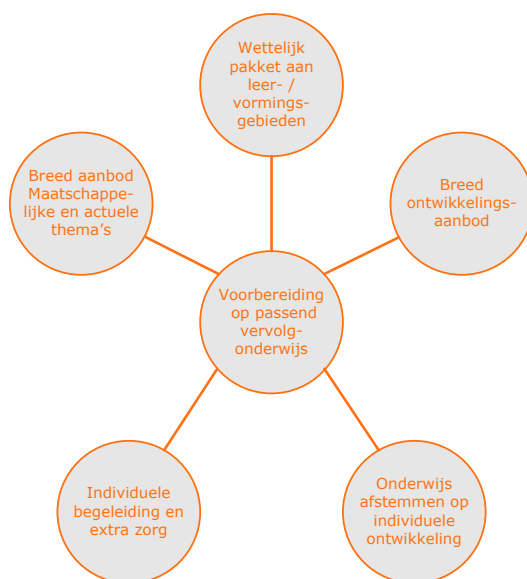 Wettelijk
pakket aan
leer- /
vormings-
gebieden
Breed aanbod
Maatschappe-
lijke en actuele
thema's
Breed
ontwikkelings-
aanbod
Voorbereiding
op passend
vervolg-
onderwijs
Individuele
begeleiding en
extra zorg
Onderwijs
afstemmen op
individuele
ontwikkeling